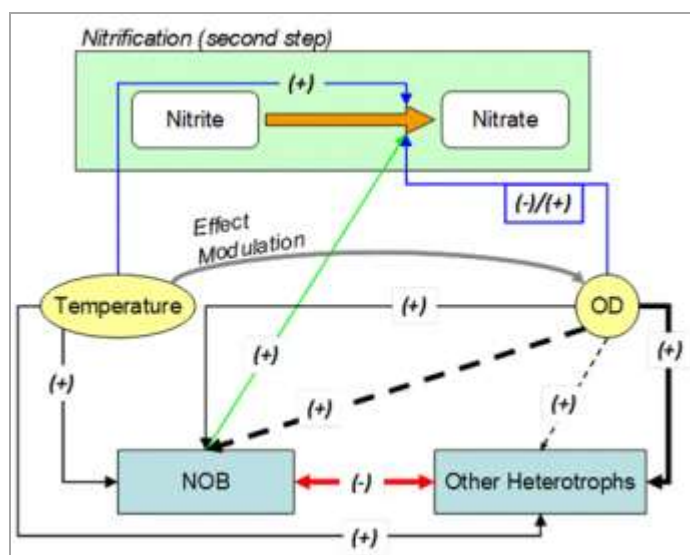 Nitrification (second step)
(+)
Nitrite
Nitrate
(-)/(+)
Effect
Modulation
Temperature
OD
(+)
(+)
(+)
(+)
(+)
(+)
NOB
(-)
Other Heterotrophs
(+)